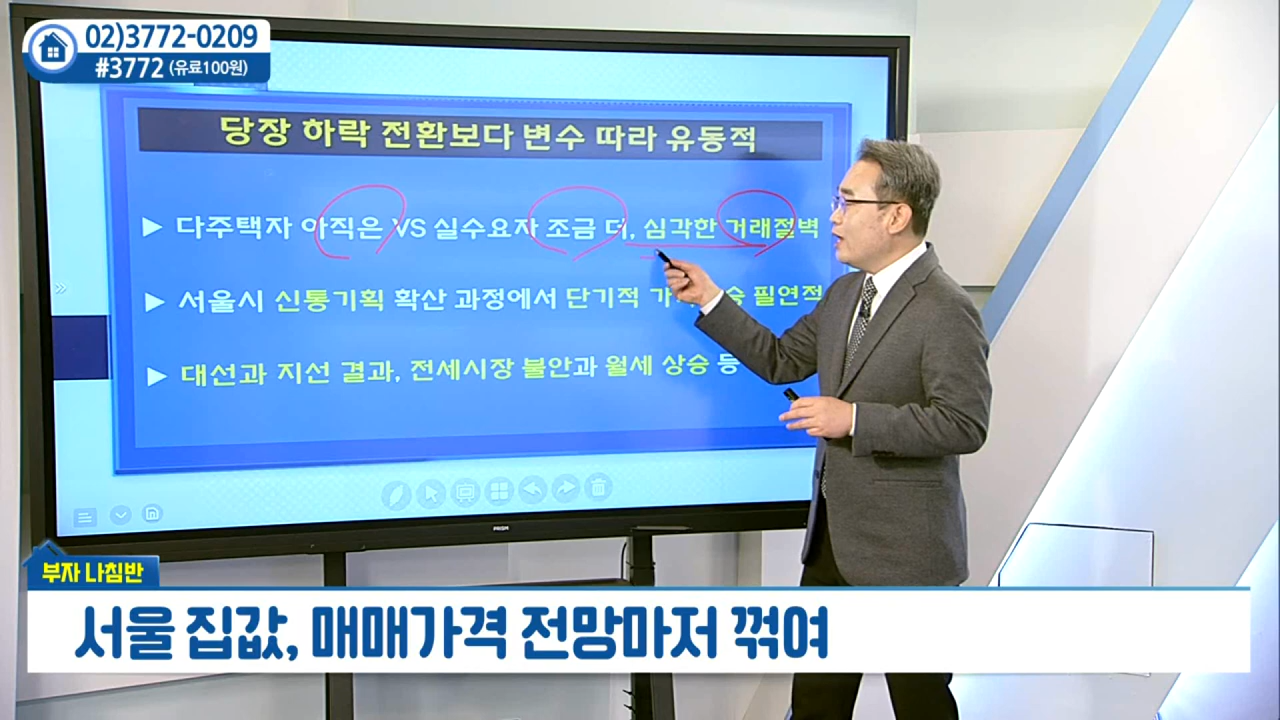 02)3772-0209
#3772 (유료100원)
당장 하락 전환보다 변수 따라 유동적
▶ 다주택자 아직은 VS 실수요자 조금 더, 심각한 거래절벽
▶ 서울시 신통기획 확산 과정에서 단기적 필연적
▶ 대선과 지선 결과, 전세시장 불안과 월세 상승 등
PRISM
부자 나침반
서울 집값, 매매가격 전망마저 꺾여